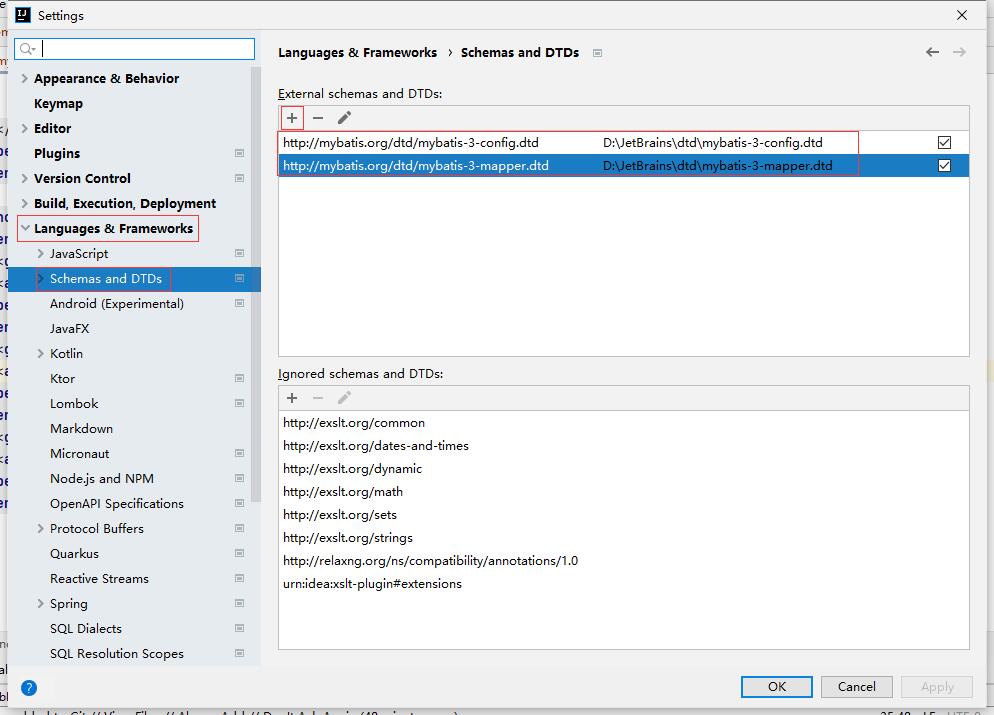 Settings
Languages & Frameworks › Schemas and DTDs
Appearance & Behavior
Keymap
Editor
Plugins
Version Control
Build, Execution, Deployment
Languages & Frameworks
JavaScript
Schemas and DTDs
Android (Experimental)
JavaFX
Kotlin
Ktor
Lombok
Markdown
Micronaut
Node.js and NPM
OpenAPI Specifications
Protocol Buffers
Quarkus
Reactive Streams
Spring
SQL Dialects
SQL Resolution Scopes
External schemas and DTDs:
http://mybatis.org/dtd/mybatis-3-config.dtd D:\JetBrains\dtd\mybatis-3-config.dtd
http://mybatis.org/dtd/mybatis-3-mapper.dtd D:\JetBrains\dtd\mybatis-3-mapper.dtd
Ignored schemas and DTDs:
http://exslt.org/common
http://exslt.org/dates-and-times
http://exslt.org/dynamic
http://exslt.org/math
http://exslt.org/sets
http://exslt.org/strings
http://relaxng.org/ns/compatibility/annotations/1.0
urn:idea:xslt-plugin#extensions
?
OK Cancel Apply